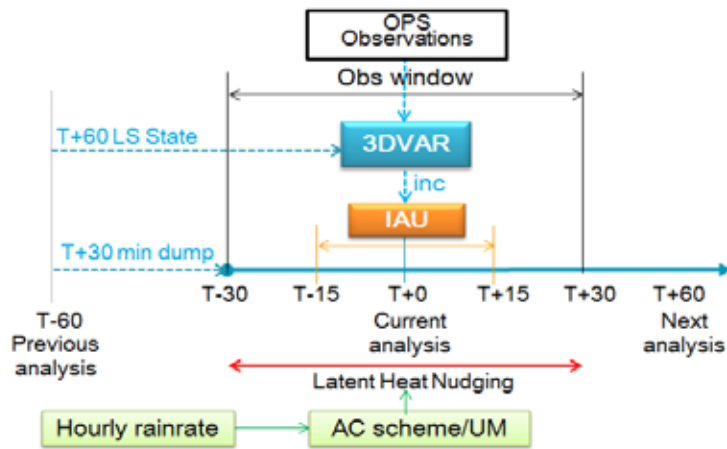 OPS
Observations
Obs window
T+60 LS State
3DVAR
inc
IAU
T+30 min dump
T-30
T-15
T+0
T+15
T+30
T+60
T-60
Previous
analysis
Current
analysis
Next
analysis
Latent Heat Nudging
Hourly rainrate
AC scheme/UM